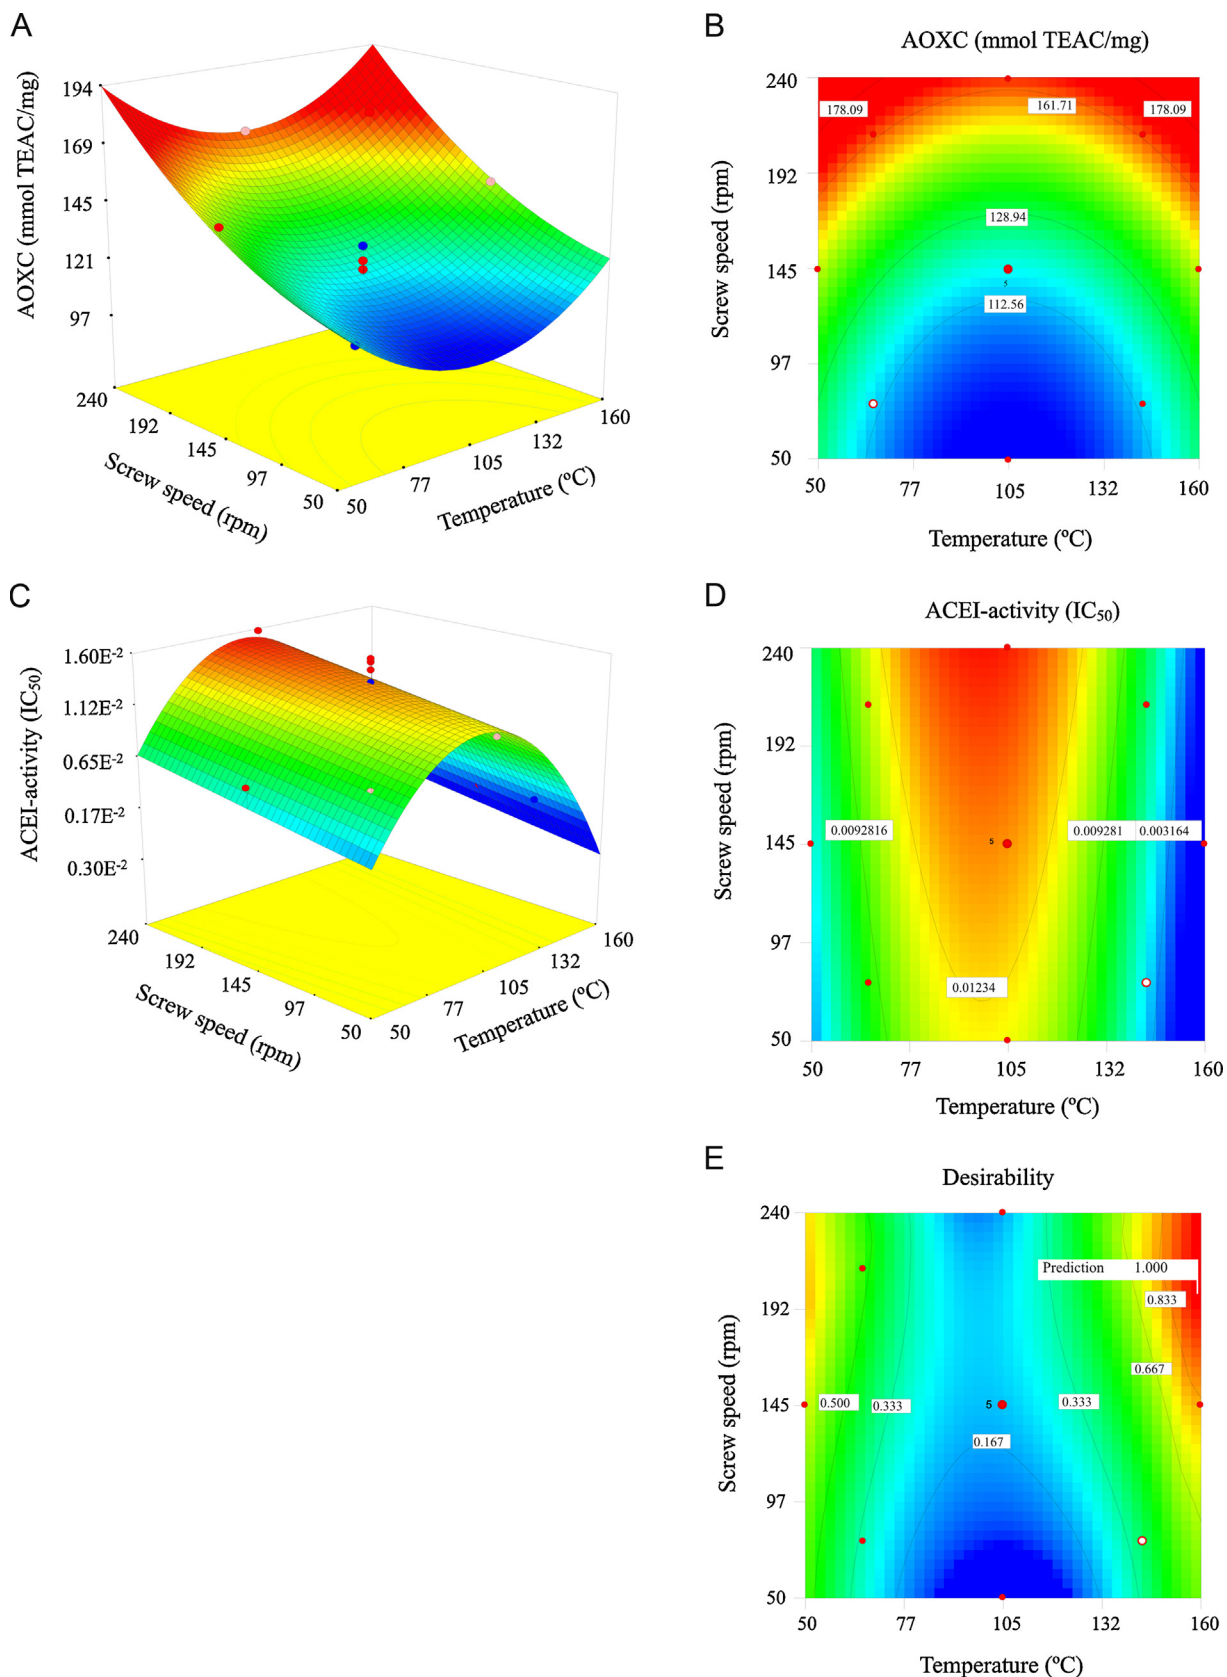 A
AOXC (mmol TEAC/mg)
194
169
145
121
97
240
192
145
97
50
50
77
105
132
160
Screw speed (rpm)
Temperature (ºC)
B
AOXC (mmol TEAC/mg)
Screw speed (rpm)
240
192
145
97
50
178.09
161.71
178.09
128.94
5
112.56
50
77
105
132
160
Temperature (ºC)
C
ACEI-activity (IC50)
1.60E-2
1.12E-2
0.65E-2
0.17E-2
0.30E-2
240
192
145
97
50
50
77
105
132
160
Screw speed (rpm)
Temperature (ºC)
D
ACEI-activity (IC50)
Screw speed (rpm)
240
192
145
97
50
0.0092816
5
0.009281
0.003164
0.01234
50
77
105
132
160
Temperature (ºC)
E
Desirability
Screw speed (rpm)
240
192
145
97
50
Prediction 1.000
0.833
0.667
0.500
0.333
5
0.333
0.167
50
77
105
132
160
Temperature (ºC)